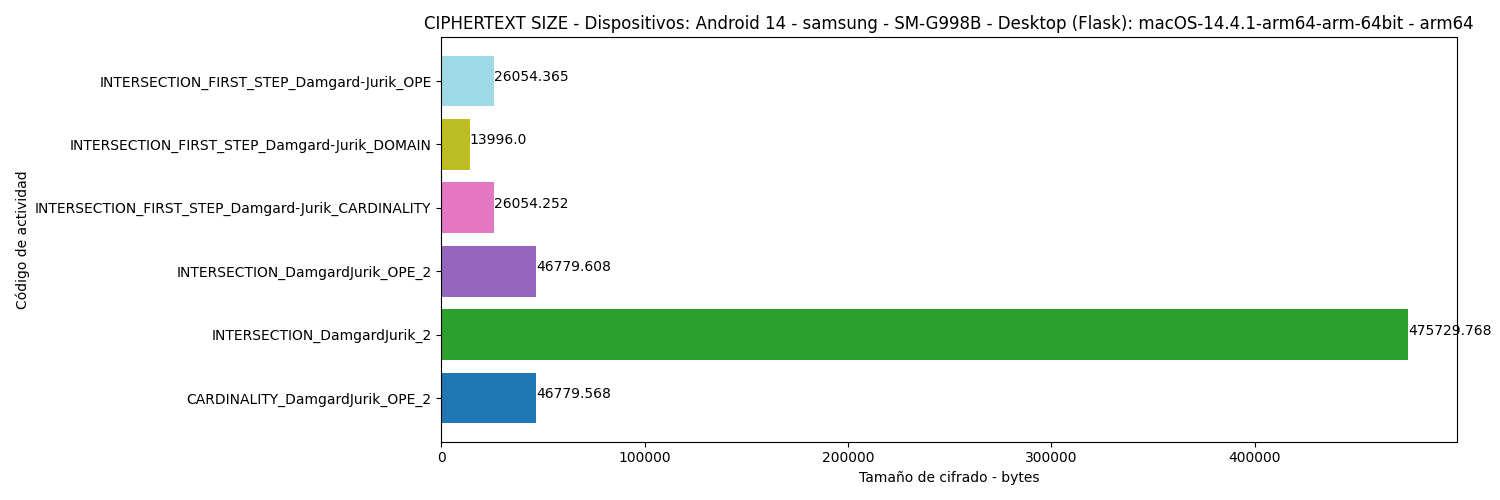 CIPHERTEXT SIZE - Dispositivos: Android 14 - samsung - SM-G998B - Desktop (Flask): macOS-14.4.1-arm64-arm-64bit - arm64
INTERSECTION_FIRST_STEP_Damgard-Jurik_OPE 26054.365
INTERSECTION_FIRST_STEP_Damgard-Jurik_DOMAIN 13996.0
INTERSECTION_FIRST_STEP_Damgard-Jurik_CARDINALITY 26054.252
INTERSECTION_DamgardJurik_OPE_2 46779.608
INTERSECTION_DamgardJurik_2 475729.768
CARDINALITY_DamgardJurik_OPE_2 46779.568
Código de actividad
0 100000 200000 300000 400000
Tamaño de cifrado - bytes